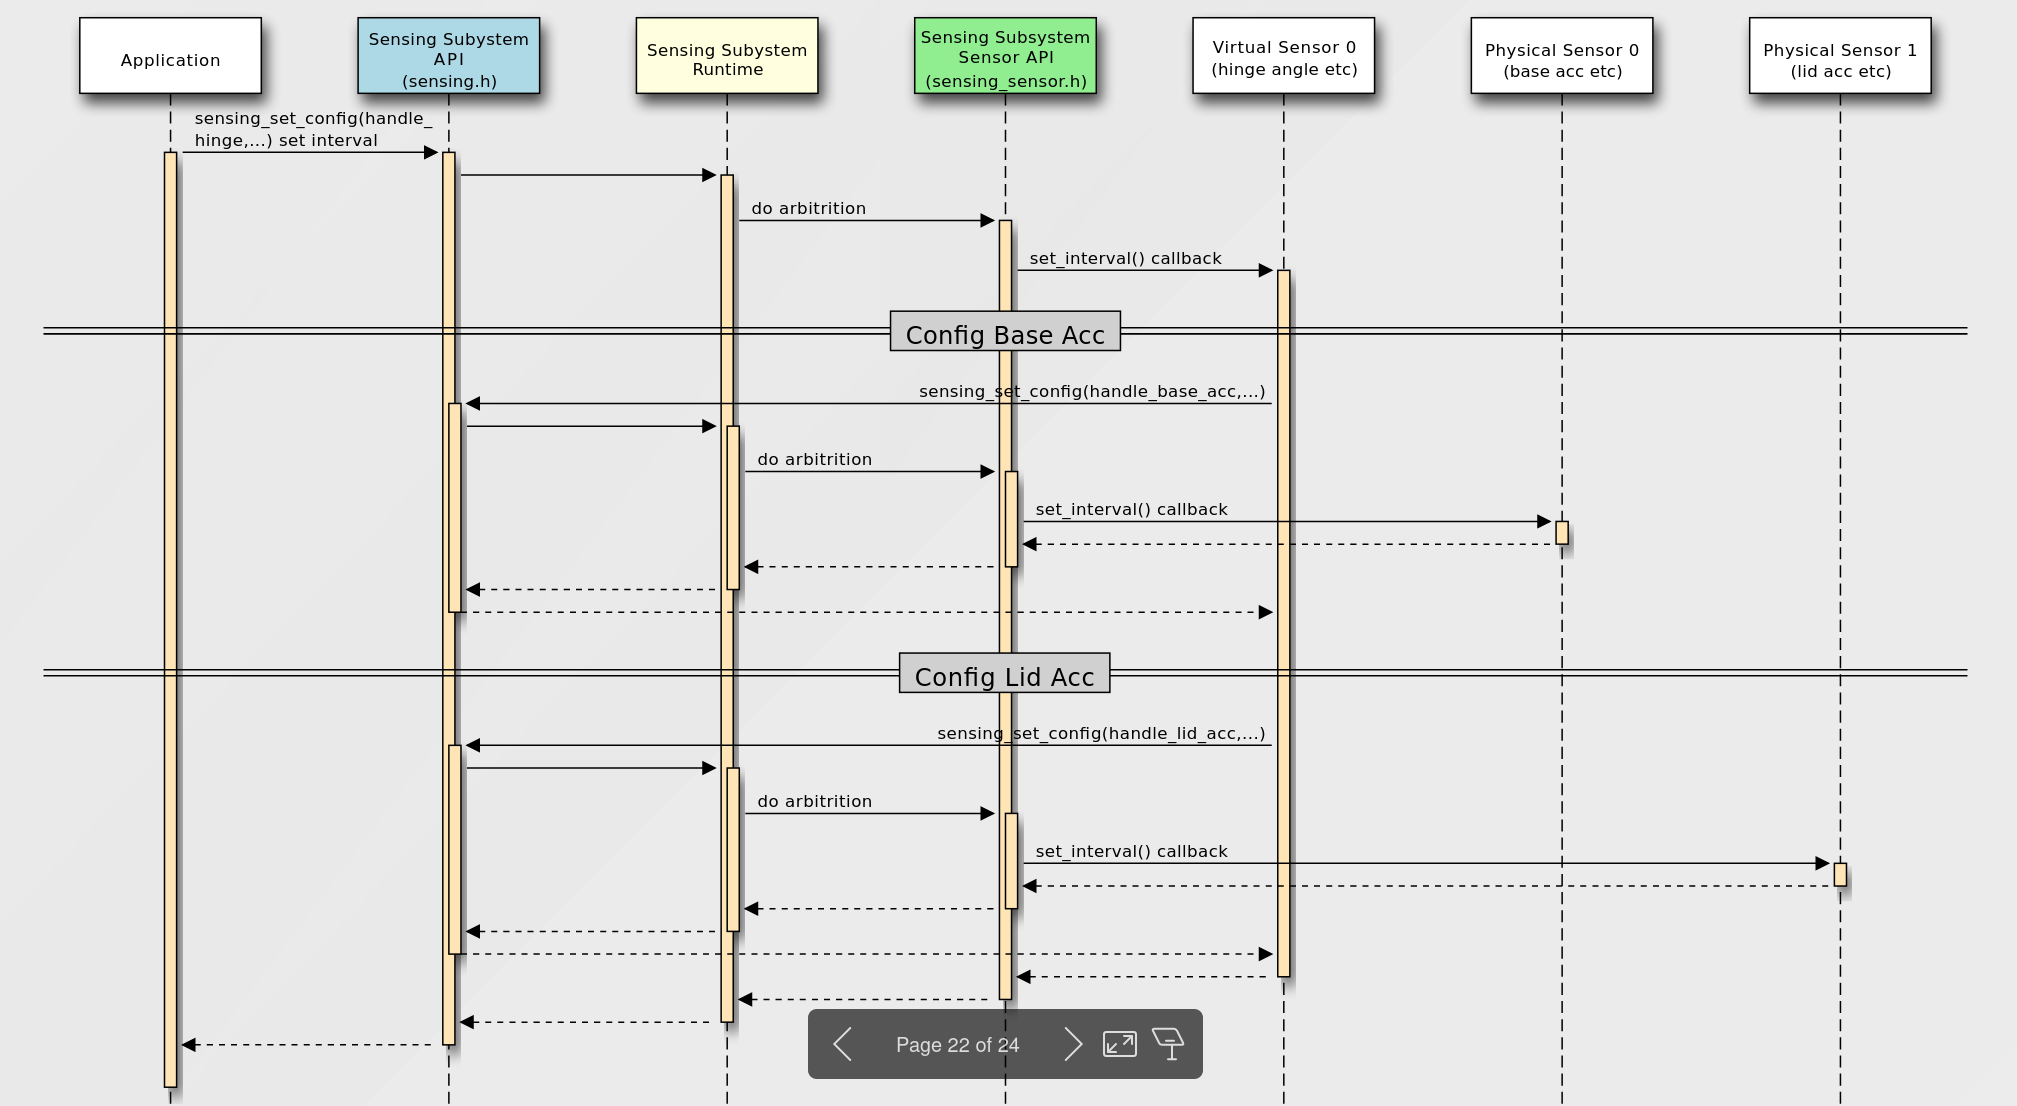 Application
Sensing Subystem
API
(sensing.h)
Sensing Subystem
Runtime
Sensing Subsystem
Sensor API
(sensing_sensor.h)
Virtual Sensor 0
(hinge angle etc)
Physical Sensor 0
(base acc etc)
Physical Sensor 1
(lid acc etc)
sensing_set_config(handle_
hinge,...) set interval
do arbitrition
set_interval() callback
Config Base Acc
sensing_set_config(handle_base_acc,...)
do arbitrition
set_interval() callback
Config Lid Acc
sensing_set_config(handle_lid_acc,...)
do arbitrition
set_interval() callback
Page 22 of 24